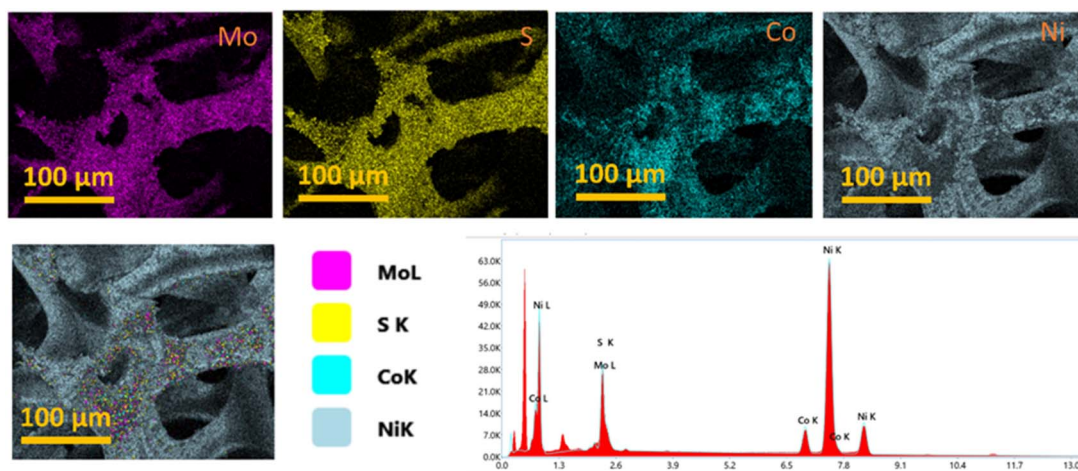 Mo
S
Co
Ni
100 µm
100 µm
100 µm
100 µm
100 µm
MoL
S K
CoK
NiK
63.0K
56.0K
49.0K
42.0K
35.0K
28.0K
21.0K
14.0K
7.0K
0.0K
Co L
Ni L
S K
Mo L
Co K
Ni K
Co K
Ni K
0.0
1.3
2.6
3.9
5.2
6.5
7.8
9.1
10.4
11.7
13.0